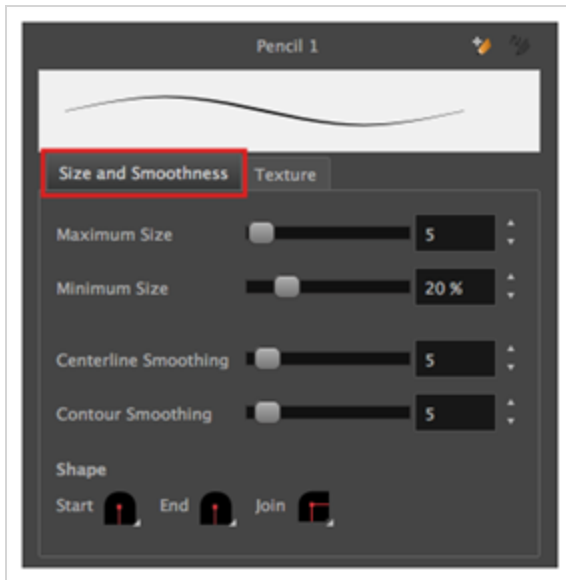 Pencil 1
Size and Smoothness Texture
Maximum Size 5
Minimum Size 20 %
Centerline Smoothing 5
Contour Smoothing 5
Shape
Start End Join